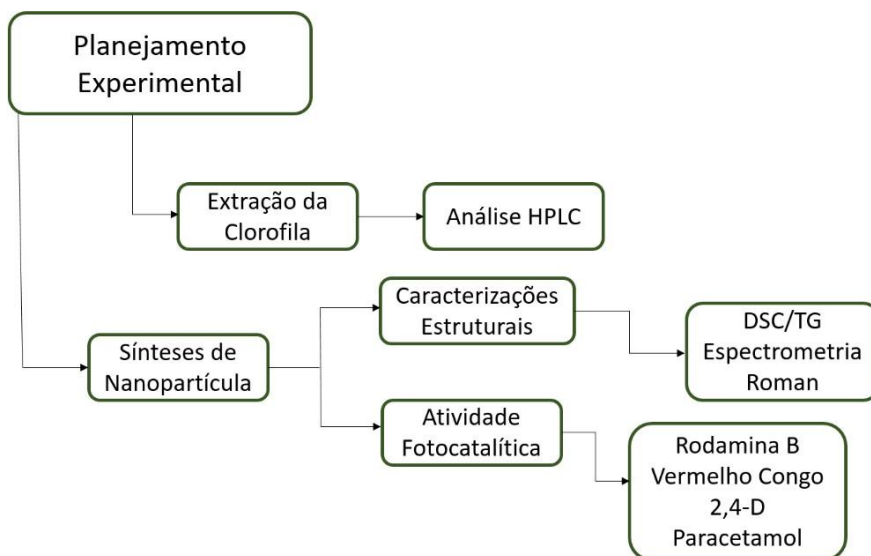 Planejamento
Experimental
Extração da
Clorofila
Análise HPLC
Caracterizações
Estruturais
DSC/TG
Espectrometria
Roman
Sínteses de
Nanopartícula
Atividade
Fotocatalítica
Rodamina B
Vermelho Congo
2,4-D
Paracetamol